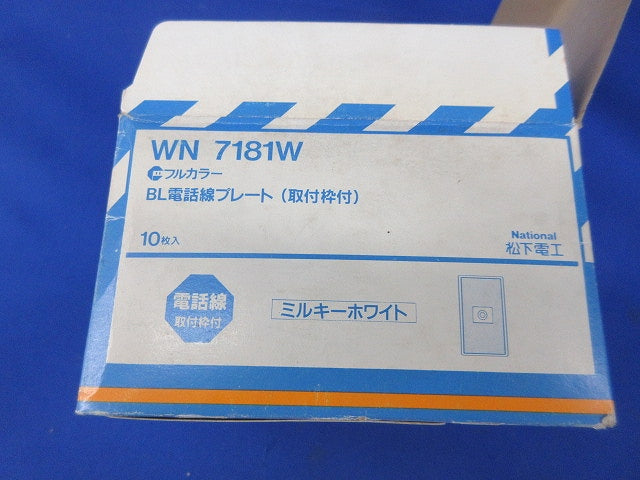 WN 7181W
フルカラー
BL電話線プレート（取付枠付）
10枚入
National
松下電工
電話線
取付枠付
ミルキーホワイト